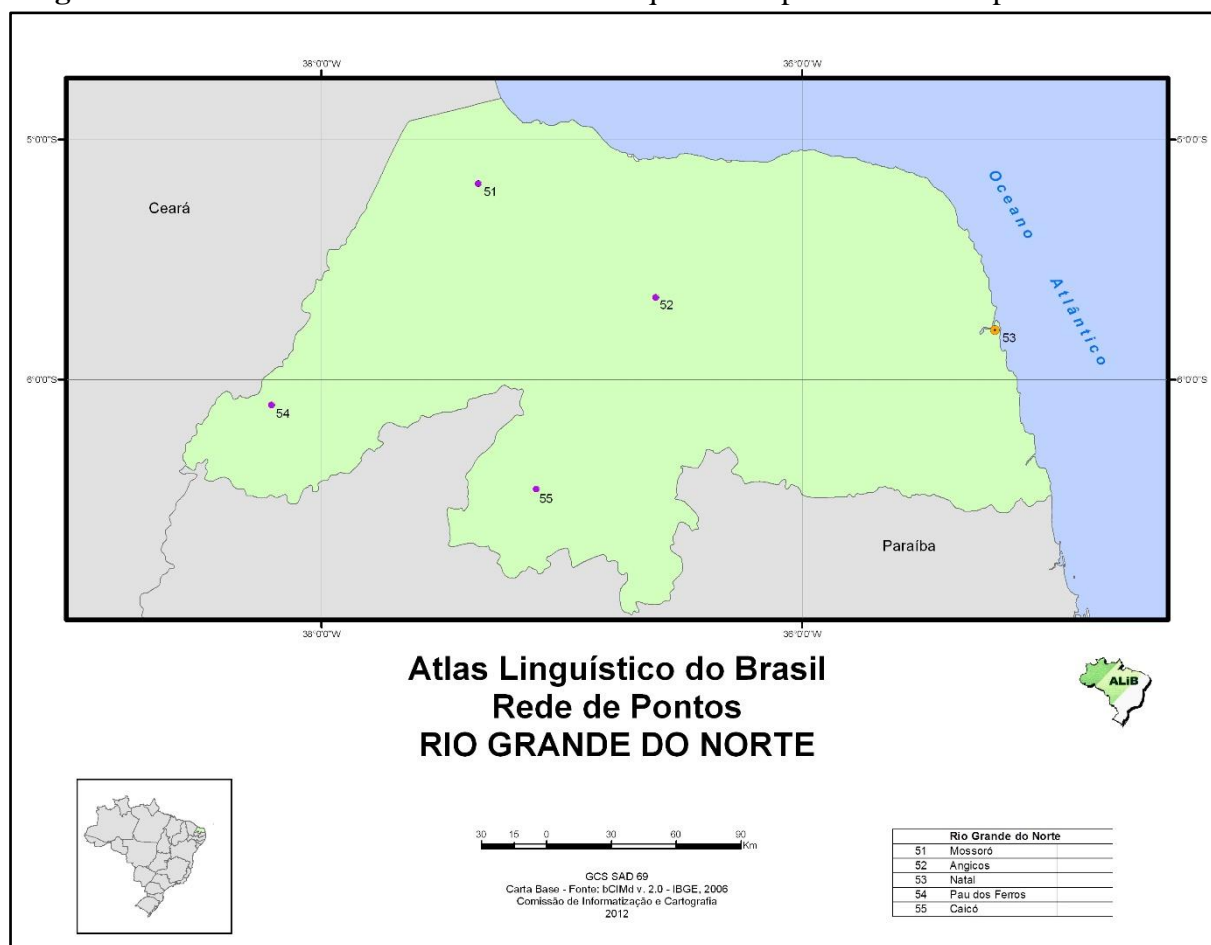 38°0'0"W 36°0'0"W
5°0'0"S 5°0'0"S
51
Ceará
Oceano Atlântico
52
53
6°0'0"S 6°0'0"S
54
55
Paraíba
38°0'0"W 36°0'0"W
Atlas Linguístico do Brasil
Rede de Pontos
RIO GRANDE DO NORTE
ALiB
30 15 0 30 60 90
Km
GCS SAD 69
Carta Base - Fonte: bCIMd v. 2.0 - IBGE, 2006
Comissão de Informatização e Cartografia
2012
Rio Grande do Norte
51 Mossoró
52 Angicos
53 Natal
54 Pau dos Ferros
55 Caicó